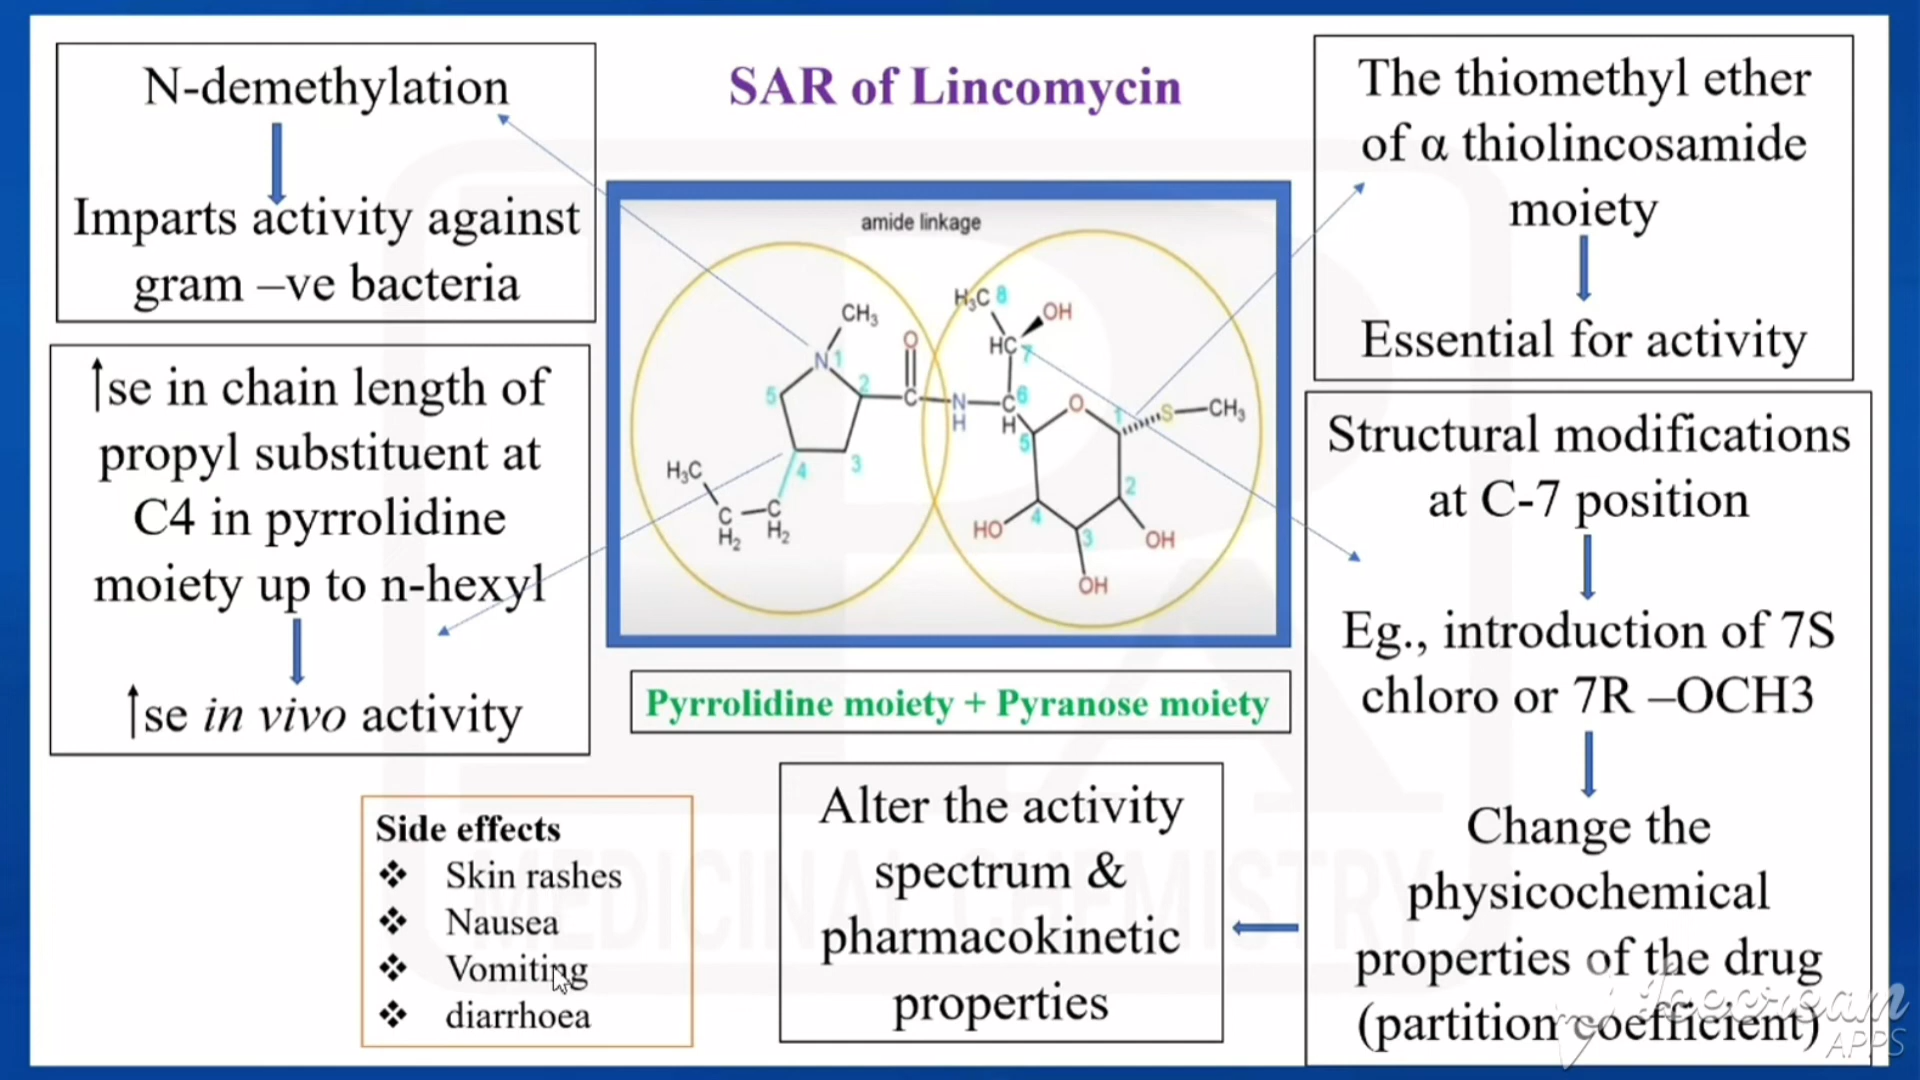 SAR of Lincomycin
N-demethylation
Imparts activity against
gram –ve bacteria
↑se in chain length of
propyl substituent at
C4 in pyrrolidine
moiety up to n-hexyl
↑se in vivo activity
amide linkage
H₃C 8
OH
CH₃
HC 7
O
N 1
2
5
C
N
H
C 6
H
O
1
S
CH₃
5
H₃C
4
3
2
C
H₂
C
H₂
HO
4
3
OH
OH
Pyrrolidine moiety + Pyranose moiety
The thiomethyl ether
of α thiolincosamide
moiety
Essential for activity
Structural modifications
at C-7 position
Eg., introduction of 7S
chloro or 7R –OCH3
Change the
physicochemical
properties of the drug
(partition coefficient)
Alter the activity
spectrum &
pharmacokinetic
properties
Side effects
❖ Skin rashes
❖ Nausea
❖ Vomiting
❖ diarrhoea
MEDICINAL CHEMISTRY
Icecream
APPS